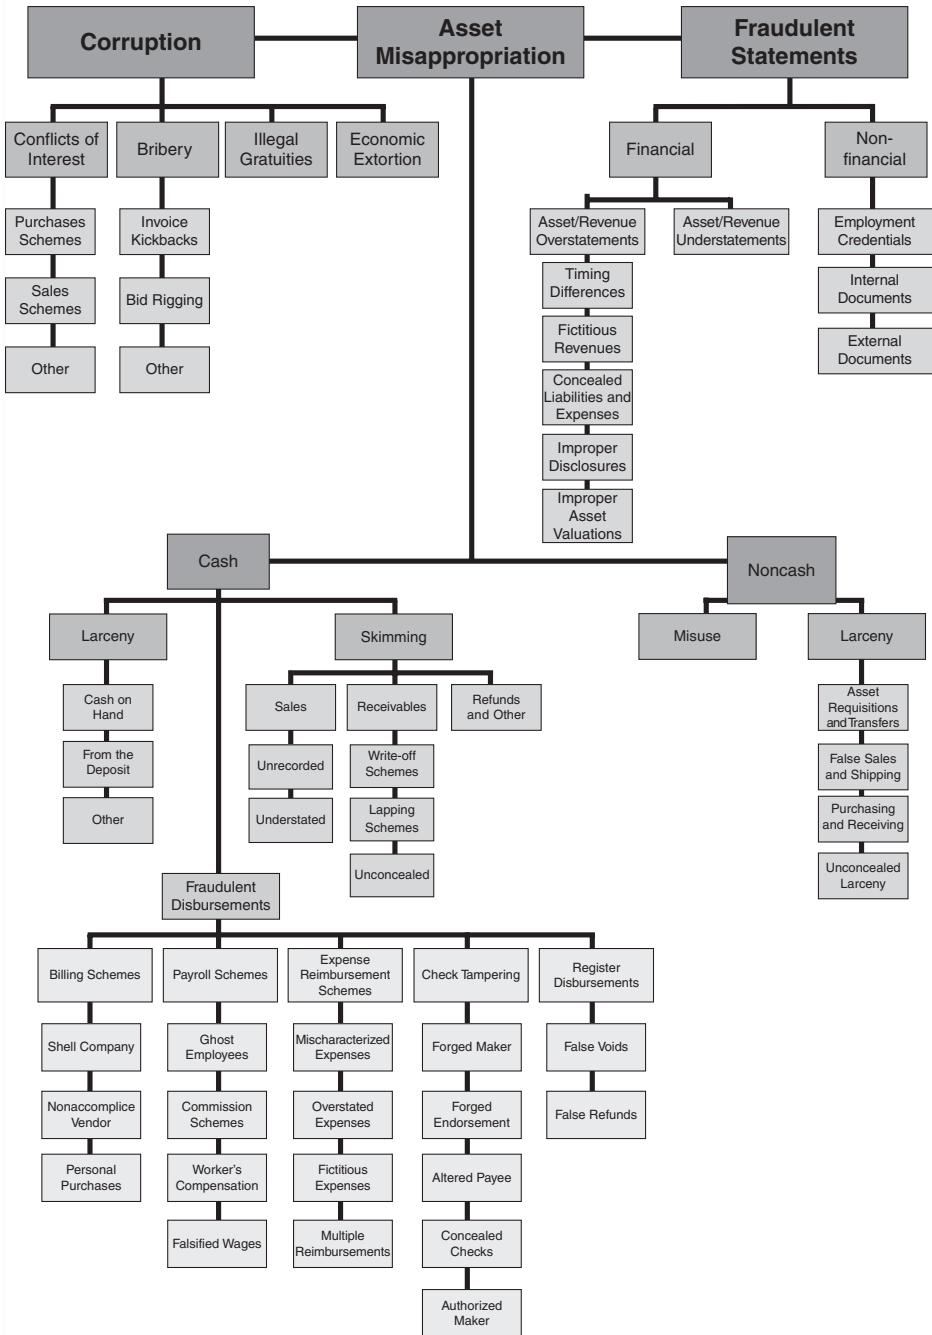 Corruption
Asset
Misappropriation
Fraudulent
Statements
Conflicts of
Interest
Bribery
Illegal
Gratuities
Economic
Extortion
Financial
Non-
financial
Purchases
Schemes
Sales
Schemes
Other
Invoice
Kickbacks
Bid Rigging
Other
Asset/Revenue
Overstatements
Asset/Revenue
Understatements
Timing
Differences
Fictitious
Revenues
Concealed
Liabilities and
Expenses
Improper
Disclosures
Improper
Asset
Valuations
Employment
Credentials
Internal
Documents
External
Documents
Cash
Noncash
Larceny
Skimming
Misuse
Larceny
Cash on
Hand
From the
Deposit
Other
Sales
Unrecorded
Understated
Receivables
Write-off
Schemes
Lapping
Schemes
Unconcealed
Refunds
and Other
Asset
Requisitions
and Transfers
False Sales
and Shipping
Purchasing
and Receiving
Unconcealed
Larceny
Fraudulent
Disbursements
Billing Schemes
Shell Company
Nonaccomplice
Vendor
Personal
Purchases
Payroll Schemes
Ghost
Employees
Commission
Schemes
Worker's
Compensation
Falsified Wages
Expense
Reimbursement
Schemes
Mischaracterized
Expenses
Overstated
Expenses
Fictitious
Expenses
Multiple
Reimbursements
Check Tampering
Forged Maker
Forged
Endorsement
Altered Payee
Concealed
Checks
Authorized
Maker
Register
Disbursements
False Voids
False Refunds